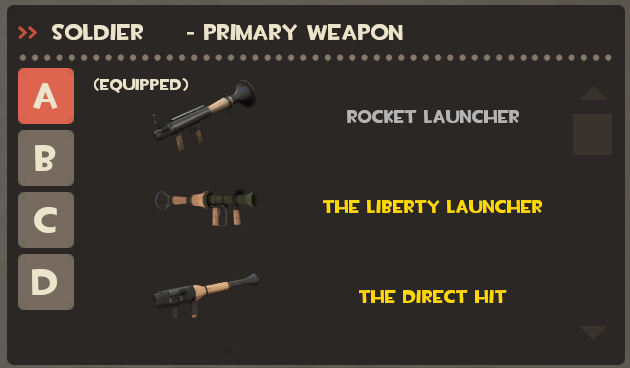 >> SOLDIER - PRIMARY WEAPON
A
(EQUIPPED)
ROCKET LAUNCHER
B
THE LIBERTY LAUNCHER
C
D
THE DIRECT HIT